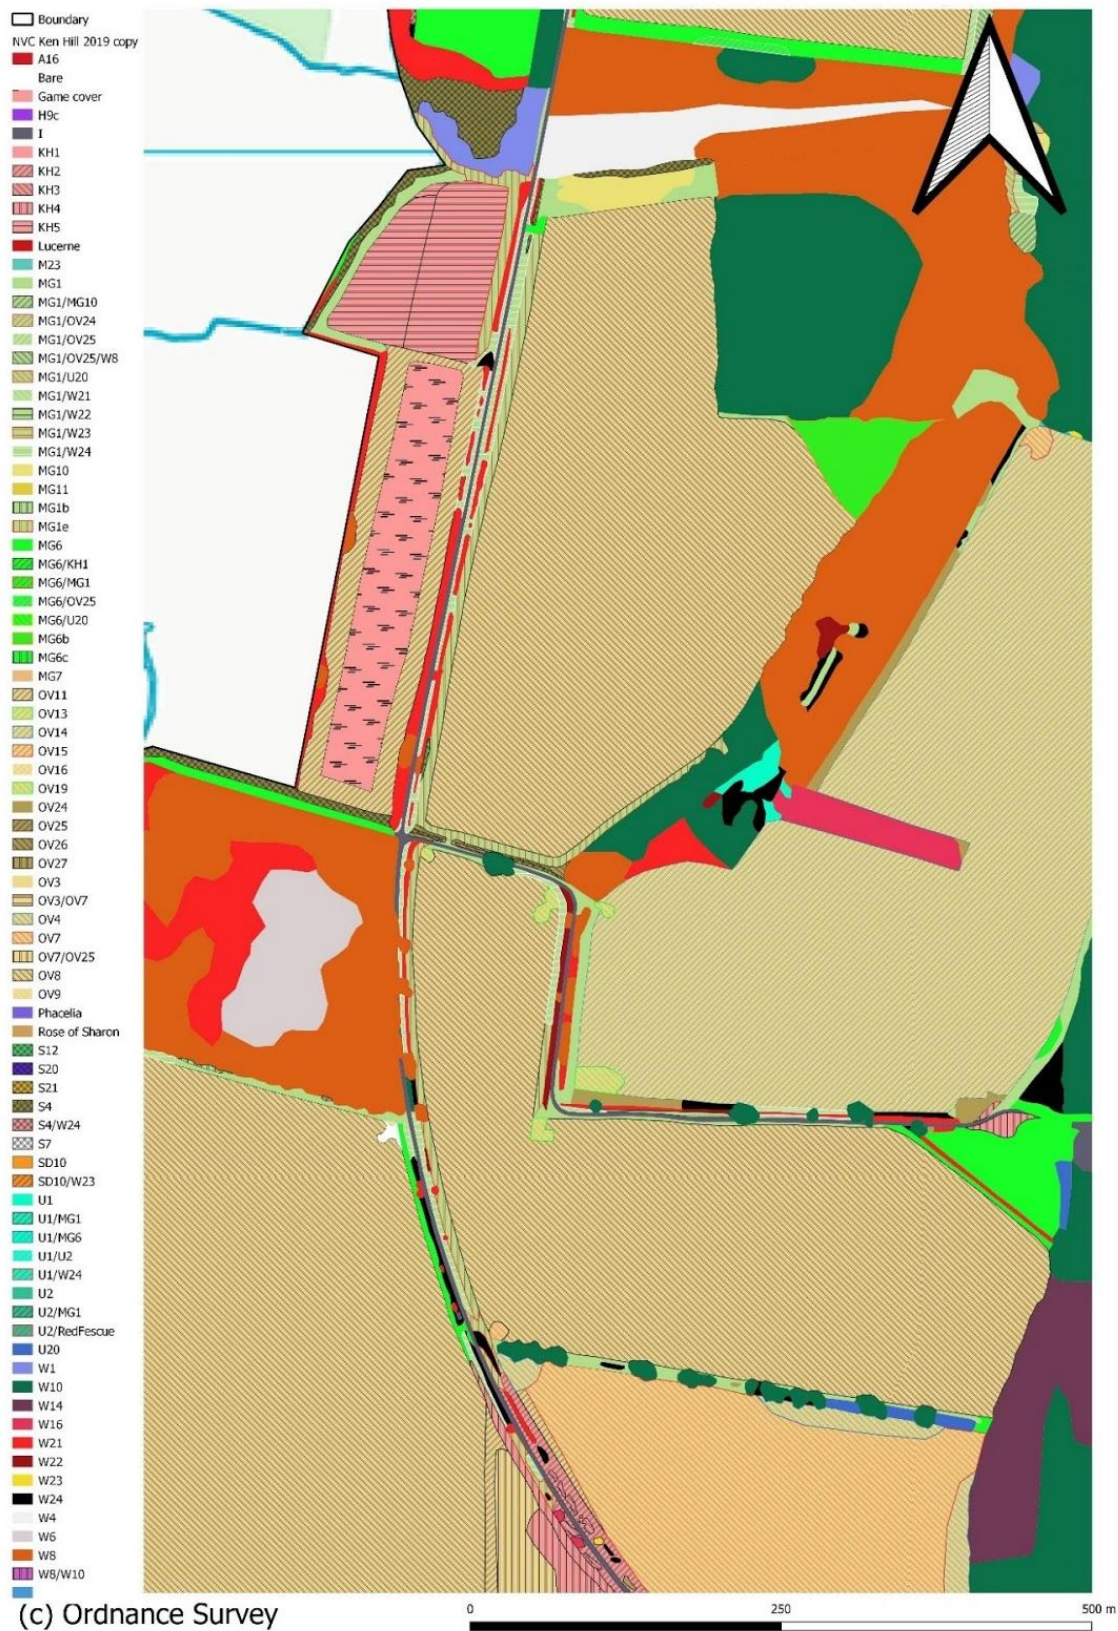 Boundary
NVC Ken Hill 2019 copy
A16
Bare
Game cover
H9c
I
KH1
KH2
KH3
KH4
KH5
Lucerne
M23
MG1
MG1/MG10
MG1/OV24
MG1/OV25
MG1/OV25/W8
MG1/U20
MG1/W21
MG1/W22
MG1/W23
MG1/W24
MG10
MG11
MG1b
MG1e
MG6
MG6/KH1
MG6/MG1
MG6/OV25
MG6/U20
MG6b
MG6c
MG7
OV11
OV13
OV14
OV15
OV16
OV19
OV24
OV25
OV26
OV27
OV3
OV3/OV7
OV4
OV7
OV7/OV25
OV8
OV9
Phacelia
Rose of Sharon
S12
S20
S21
S4
S4/W24
S7
SD10
SD10/W23
U1
U1/MG1
U1/MG6
U1/U2
U1/W24
U2
U2/MG1
U2/RedFescue
U20
W1
W10
W14
W16
W21
W22
W23
W24
W4
W6
W8
W8/W10
(c) Ordnance Survey
0 250 500 m